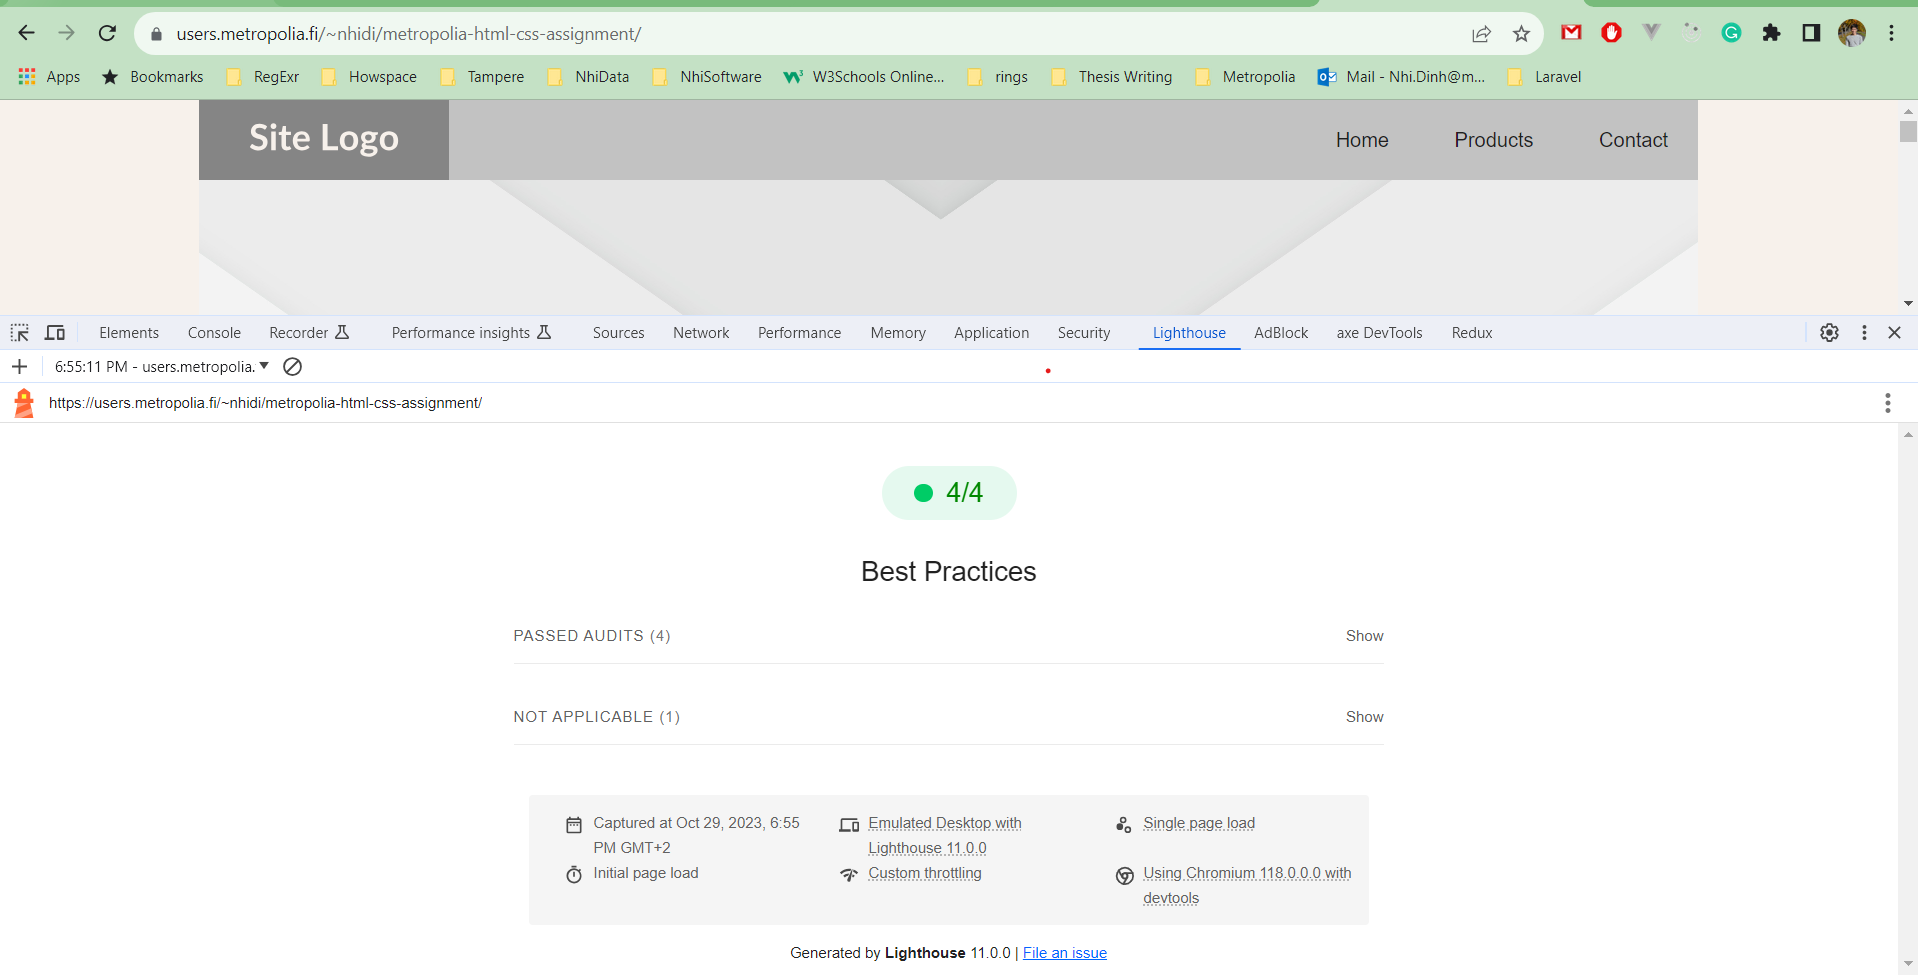 users.metropolia.fi/~nhidi/metropolia-html-css-assignment/
Apps Bookmarks RegExr Howspace Tampere NhiData NhiSoftware W3Schools Online... rings Thesis Writing Metropolia Mail - Nhi.Dinh@m... Laravel
Site Logo Home Products Contact
Elements Console Recorder Performance insights Sources Network Performance Memory Application Security Lighthouse AdBlock axe DevTools Redux
6:55:11 PM - users.metropolia.
https://users.metropolia.fi/~nhidi/metropolia-html-css-assignment/
4/4
Best Practices
PASSED AUDITS (4) Show
NOT APPLICABLE (1) Show
Captured at Oct 29, 2023, 6:55
PM GMT+2
Emulated Desktop with
Lighthouse 11.0.0
Single page load
Initial page load
Custom throttling
Using Chromium 118.0.0.0 with
devtools
Generated by Lighthouse 11.0.0 | File an issue